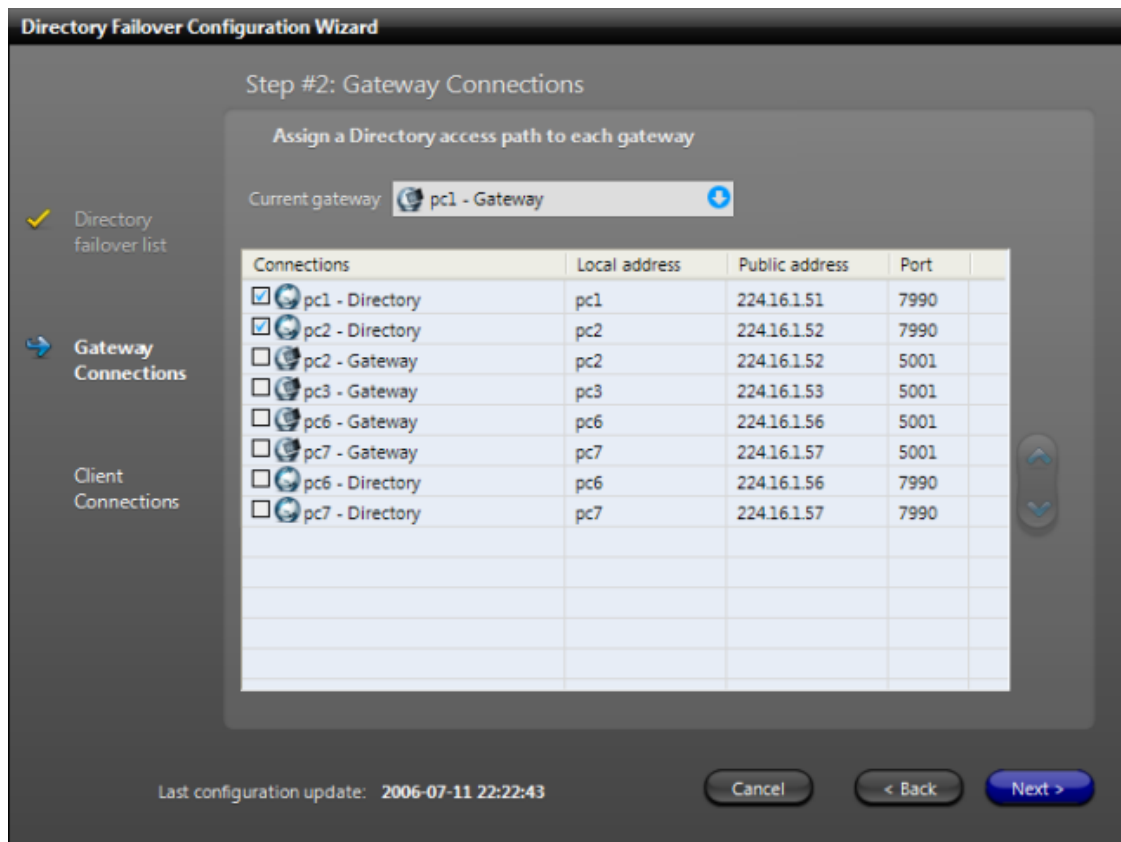 Directory Failover Configuration Wizard
Step #2: Gateway Connections
Assign a Directory access path to each gateway
Current gateway pc1 - Gateway
Directory
failover list
Gateway
Connections
Client
Connections
Connections Local address Public address Port
pc1 - Directory pc1 224.16.1.51 7990
pc2 - Directory pc2 224.16.1.52 7990
pc2 - Gateway pc2 224.16.1.52 5001
pc3 - Gateway pc3 224.16.1.53 5001
pc6 - Gateway pc6 224.16.1.56 5001
pc7 - Gateway pc7 224.16.1.57 5001
pc6 - Directory pc6 224.16.1.56 7990
pc7 - Directory pc7 224.16.1.57 7990
Last configuration update: 2006-07-11 22:22:43
Cancel < Back Next >